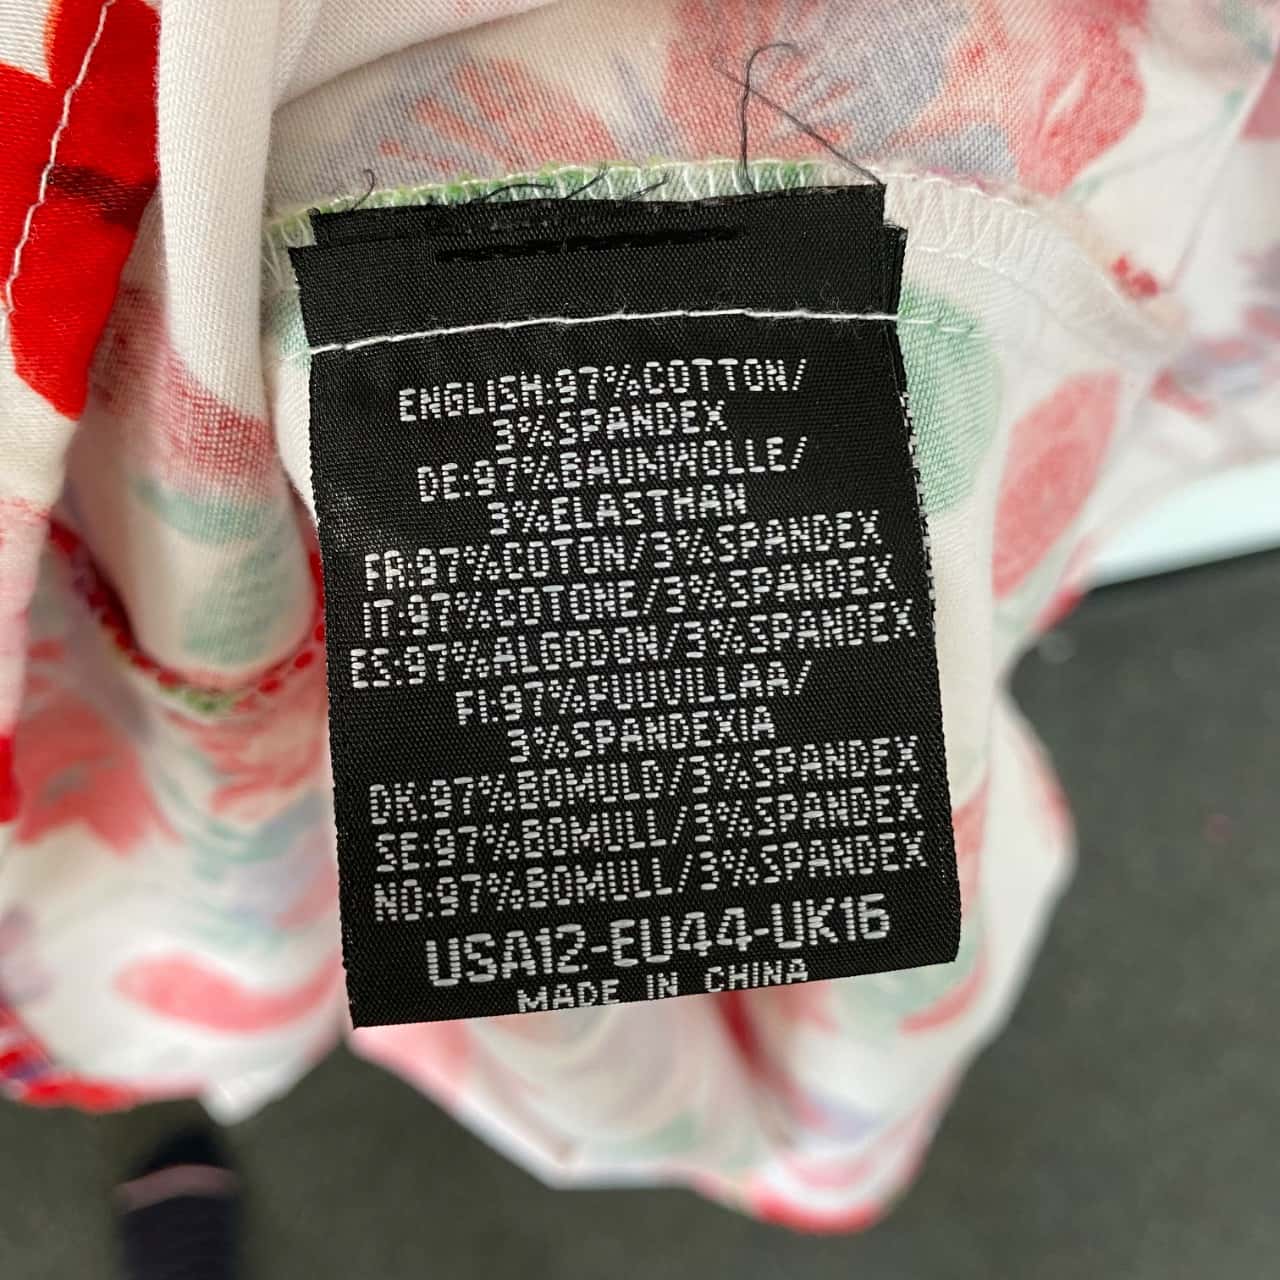 ENGLISH:97%COTTON/
3%SPANDEX
DE:97%BAUMWOLLE/
3%ELASTHAN
FR:97%COTON/3%SPANDEX
IT:97%COTONE/3%SPANDEX
ES:97%ALGODON/3%SPANDEX
FI:97%PUUVILLAA/
3%SPANDEXIA
DK:97%BOMULD/3%SPANDEX
SE:97%BOMULL/3%SPANDEX
NO:97%BOMULL/3%SPANDEX
USA12-EU44-UK16
MADE IN CHINA